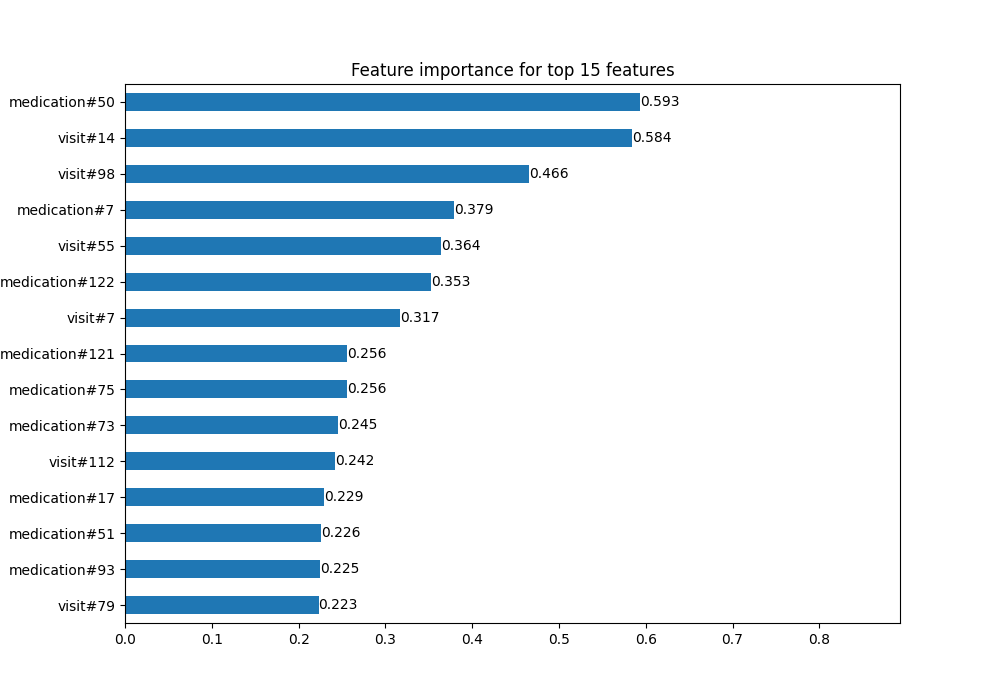 Feature importance for top 15 features
medication#50 0.593
visit#14 0.584
visit#98 0.466
medication#7 0.379
visit#55 0.364
medication#122 0.353
visit#7 0.317
medication#121 0.256
medication#75 0.256
medication#73 0.245
visit#112 0.242
medication#17 0.229
medication#51 0.226
medication#93 0.225
visit#79 0.223
0.0 0.1 0.2 0.3 0.4 0.5 0.6 0.7 0.8